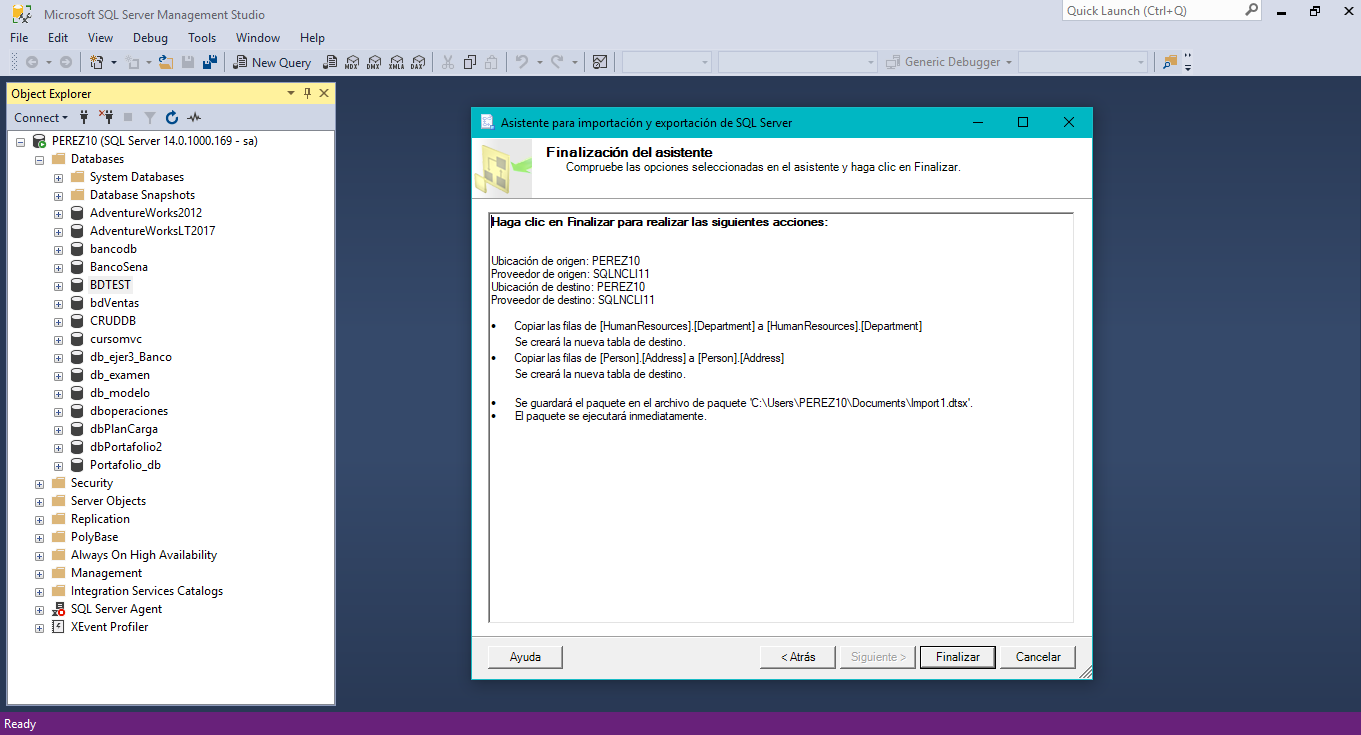 Microsoft SQL Server Management Studio
Quick Launch (Ctrl+Q)
File Edit View Debug Tools Window Help
New Query
MDX
DMX
XMLA
DAX
Generic Debugger
Object Explorer
Connect
PEREZ10 (SQL Server 14.0.1000.169 - sa)
Databases
System Databases
Database Snapshots
AdventureWorks2012
AdventureWorksLT2017
bancodb
BancoSena
BDTEST
bdVentas
CRUDDB
cursomvc
db_ejer3_Banco
db_examen
db_modelo
dboperaciones
dbPlanCarga
dbPortafolio2
Portafolio_db
Security
Server Objects
Replication
PolyBase
Always On High Availability
Management
Integration Services Catalogs
SQL Server Agent
XEvent Profiler
Asistente para importación y exportación de SQL Server
Finalización del asistente
Compruebe las opciones seleccionadas en el asistente y haga clic en Finalizar.
Haga clic en Finalizar para realizar las siguientes acciones:
Ubicación de origen: PEREZ10
Proveedor de origen: SQLNCLI11
Ubicación de destino: PEREZ10
Proveedor de destino: SQLNCLI11
• Copiar las filas de [HumanResources].[Department] a [HumanResources].[Department]
Se creará la nueva tabla de destino.
• Copiar las filas de [Person].[Address] a [Person].[Address]
Se creará la nueva tabla de destino.
• Se guardará el paquete en el archivo de paquete 'C:\Users\PEREZ10\Documents\Import1.dtsx'.
• El paquete se ejecutará inmediatamente.
Ayuda
< Atrás
Siguiente >
Finalizar
Cancelar
Ready